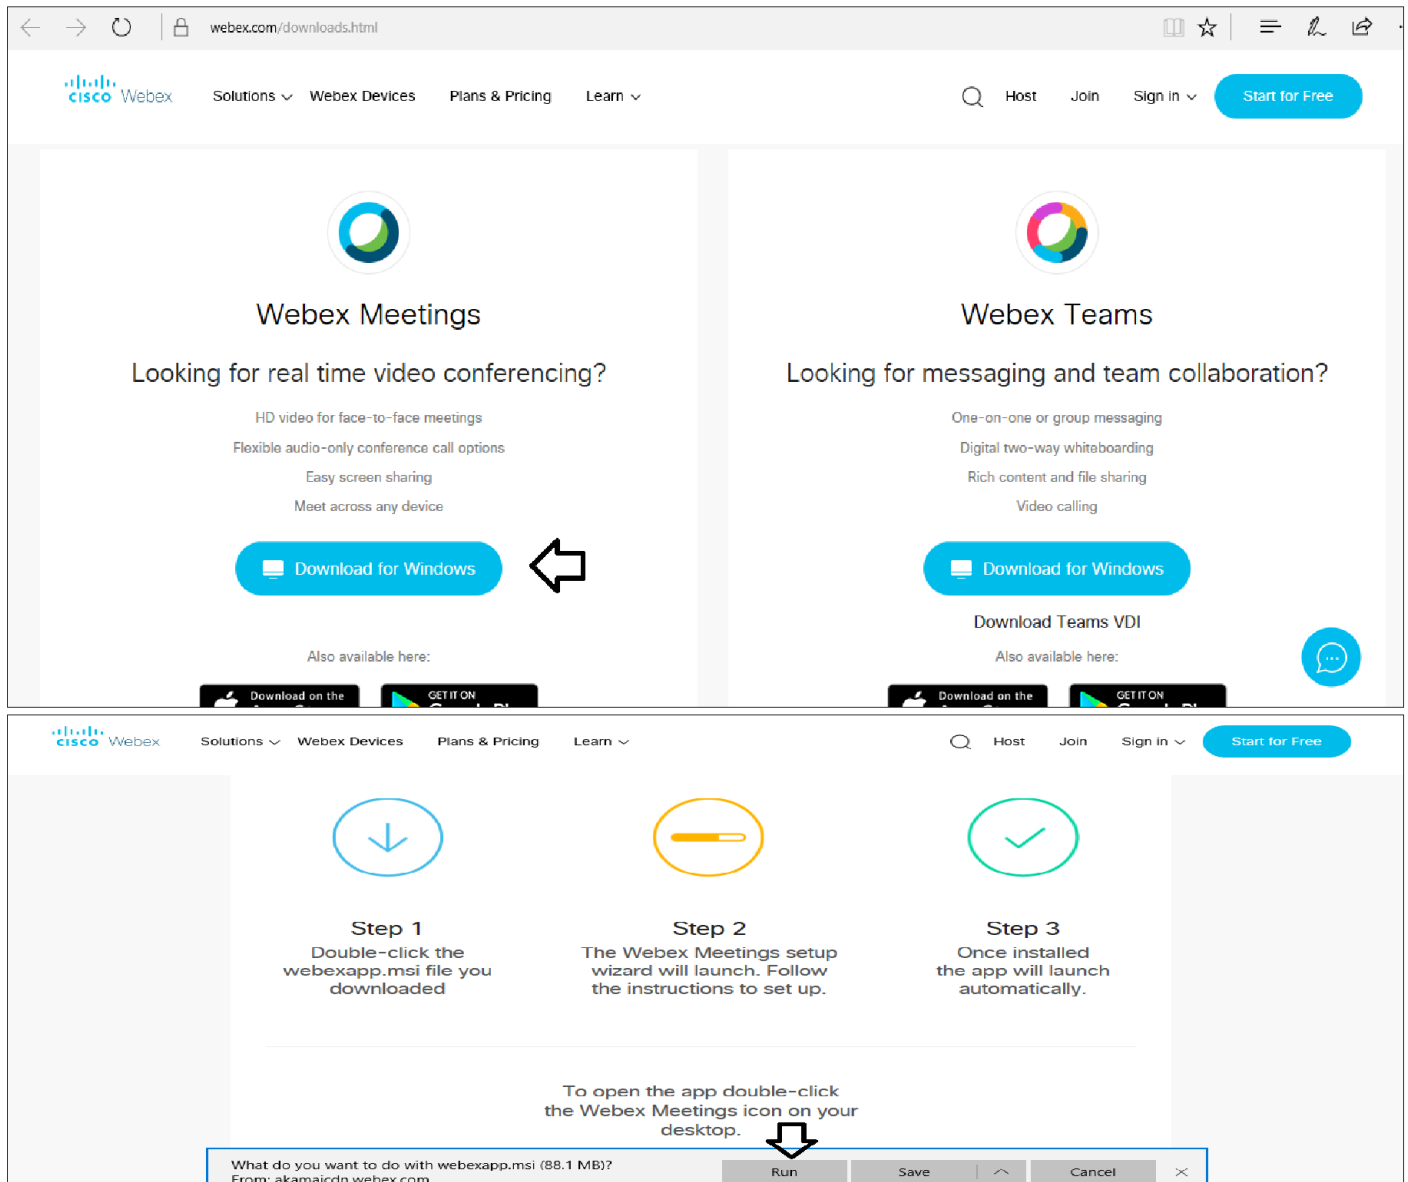 webex.com/downloads.html
CISCO Webex Solutions Webex Devices Plans & Pricing Learn Host Join Sign in Start for Free
Webex Meetings
Looking for real time video conferencing?
HD video for face-to-face meetings
Flexible audio-only conference call options
Easy screen sharing
Meet across any device
Download for Windows
Also available here:
Download on the
GET IT ON
Webex Teams
Looking for messaging and team collaboration?
One-on-one or group messaging
Digital two-way whiteboarding
Rich content and file sharing
Video calling
Download for Windows
Download Teams VDI
Also available here:
Download on the
GET IT ON
CISCO Webex Solutions Webex Devices Plans & Pricing Learn Host Join Sign in Start for Free
Step 1
Double-click the
webexapp.msi file you
downloaded
Step 2
The Webex Meetings setup
wizard will launch. Follow
the instructions to set up.
Step 3
Once installed
the app will launch
automatically.
To open the app double-click
the Webex Meetings icon on your
desktop.
What do you want to do with webexapp.msi (88.1 MB)?
From: akamaicdn.webex.com
Run Save Cancel